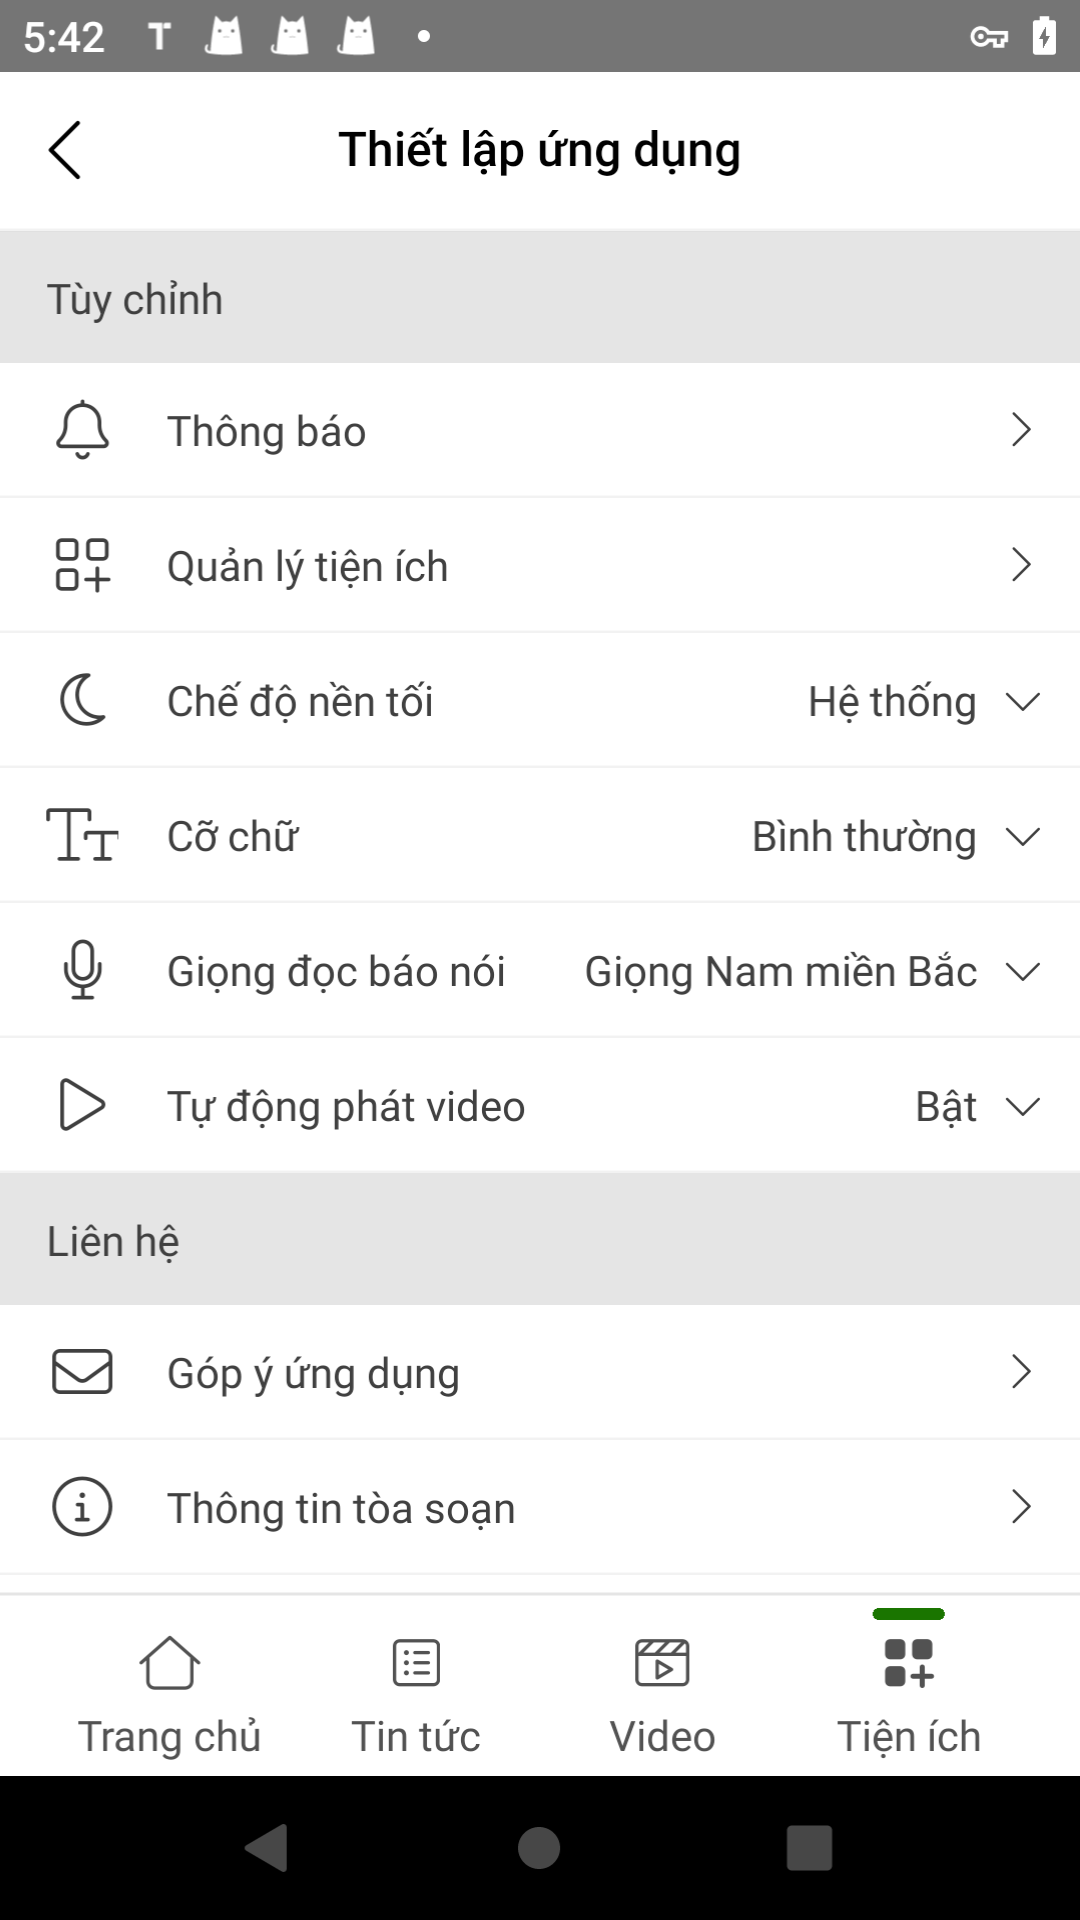 5:42
Thiết lập ứng dụng
Tùy chỉnh
Thông báo
Quản lý tiện ích
Chế độ nền tối Hệ thống
Cỡ chữ Bình thường
Giọng đọc báo nói Giọng Nam miền Bắc
Tự động phát video Bật
Liên hệ
Góp ý ứng dụng
Thông tin tòa soạn
Trang chủ Tin tức Video Tiện ích